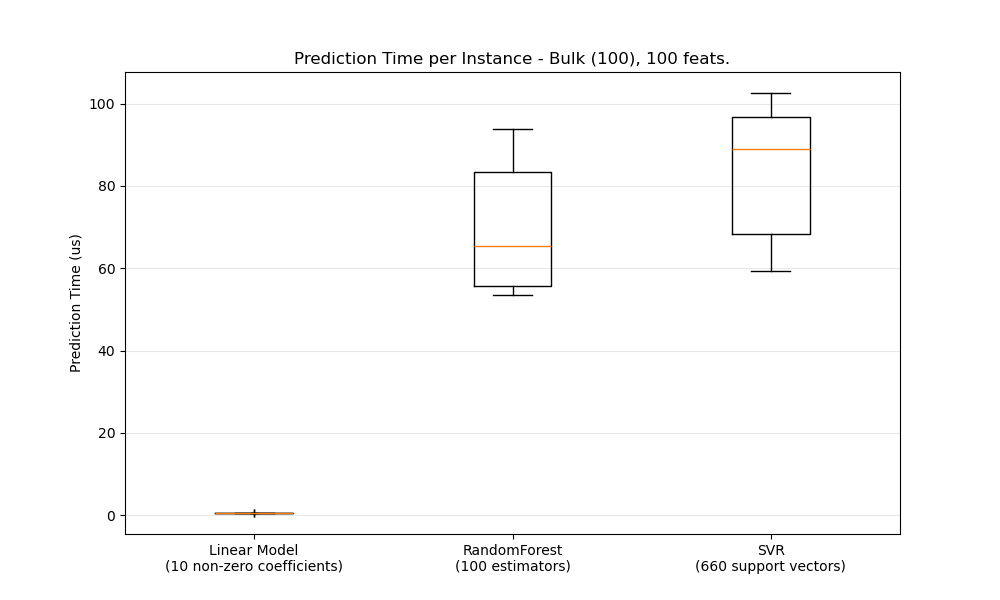 Prediction Time per Instance - Bulk (100), 100 feats.
Prediction Time (us)
100
80
60
40
20
0
Linear Model
(10 non-zero coefficients)
RandomForest
(100 estimators)
SVR
(660 support vectors)